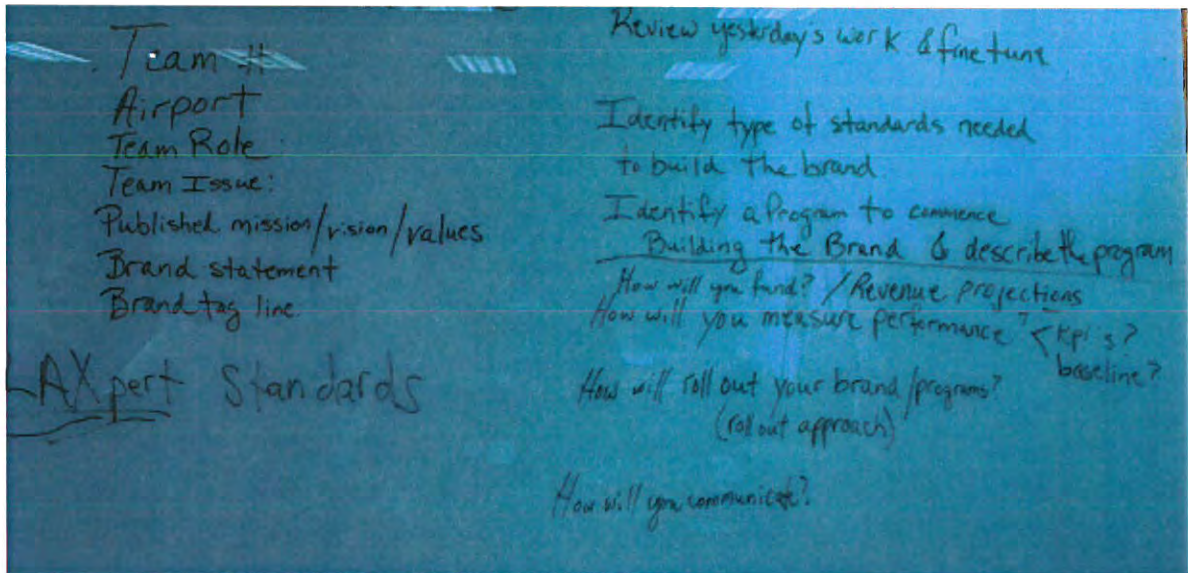 Team #
Airport
Team Role:
Team Issue:
Published mission/vision/values
Brand statement
Brand tag line
LAXpert Standards
Review yesterdays work & fine tune
Identify type of standards needed
to build the brand
Identify a Program to commence
Building the Brand & describe the program
How will you fund? / Revenue projections
How will you measure performance? < Kpi's?
baseline?
How will roll out your brand/programs?
(roll out approach)
How will you communicate?